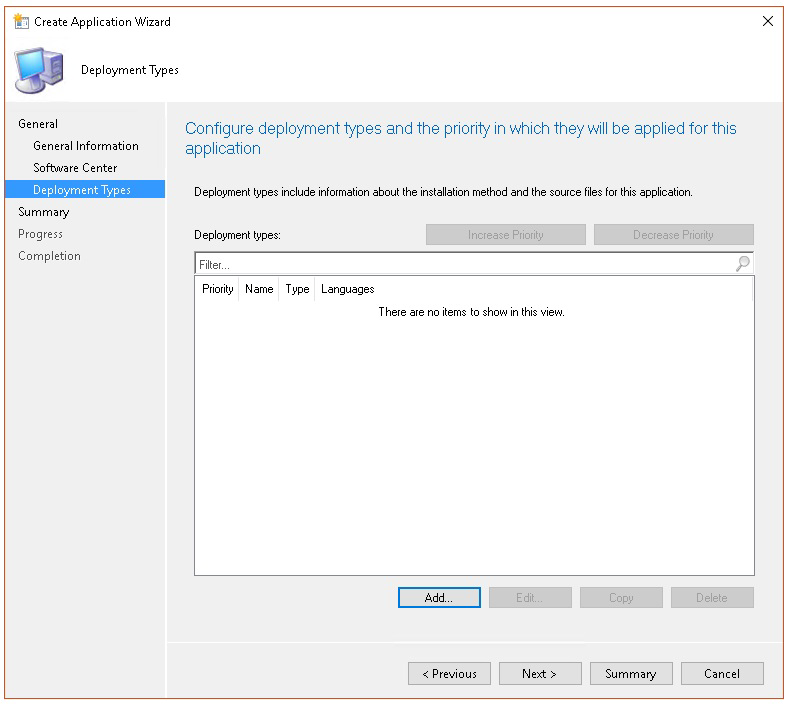 Create Application Wizard
Deployment Types
General
General Information
Software Center
Deployment Types
Summary
Progress
Completion
Configure deployment types and the priority in which they will be applied for this
application
Deployment types include information about the installation method and the source files for this application.
Deployment types:
Increase Priority
Decrease Priority
Filter...
Priority Name Type Languages
There are no items to show in this view.
Add...
Edit...
Copy
Delete
< Previous
Next >
Summary
Cancel